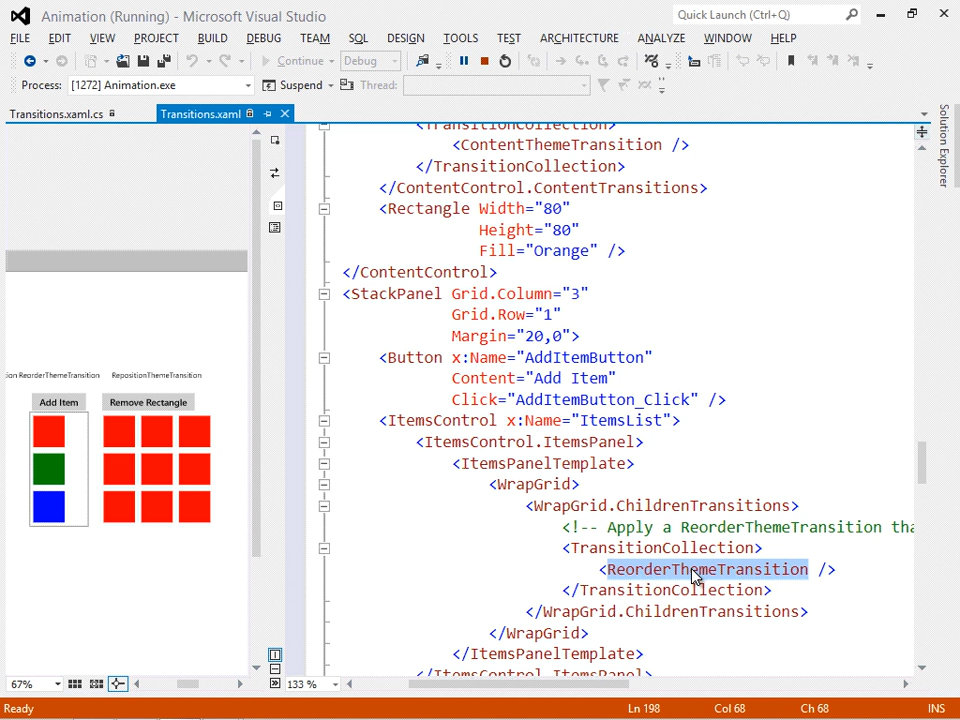 Animation (Running) - Microsoft Visual Studio
Quick Launch (Ctrl+Q)
FILE EDIT VIEW PROJECT BUILD DEBUG TEAM SQL DESIGN TOOLS TEST ARCHITECTURE ANALYZE WINDOW HELP
Continue Debug
Process: [1272] Animation.exe Suspend Thread:
Transitions.xaml.cs Transitions.xaml
Solution Explorer
<TransitionCollection>
<ContentThemeTransition />
</TransitionCollection>
</ContentControl.ContentTransitions>
<Rectangle Width="80"
Height="80"
Fill="Orange" />
</ContentControl>
<StackPanel Grid.Column="3"
Grid.Row="1"
Margin="20,0">
<Button x:Name="AddItemButton"
Content="Add Item"
Click="AddItemButton_Click" />
<ItemsControl x:Name="ItemsList">
<ItemsControl.ItemsPanel>
<ItemsPanelTemplate>
<WrapGrid>
<WrapGrid.ChildrenTransitions>
<!-- Apply a ReorderThemeTransition tha
<TransitionCollection>
<ReorderThemeTransition />
</TransitionCollection>
</WrapGrid.ChildrenTransitions>
</WrapGrid>
</ItemsPanelTemplate>
</ItemsControl.ItemsPanel>
on ReorderThemeTransition RepositionThemeTransition
Add Item Remove Rectangle
67% 133 %
Ready Ln 198 Col 68 Ch 68 INS